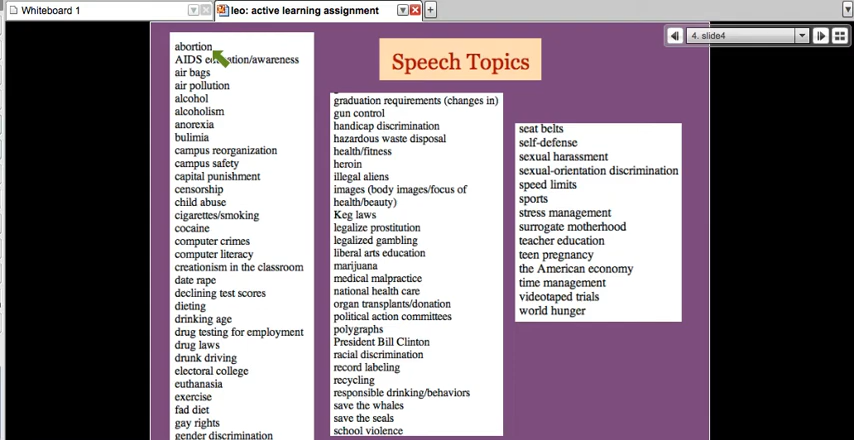 Whiteboard 1
leo: active learning assignment
4. slide4
Speech Topics
abortion
AIDS education/awareness
air bags
air pollution
alcohol
alcoholism
anorexia
bulimia
campus reorganization
campus safety
capital punishment
censorship
child abuse
cigarettes/smoking
cocaine
computer crimes
computer literacy
creationism in the classroom
date rape
declining test scores
dieting
drinking age
drug testing for employment
drug laws
drunk driving
electoral college
euthanasia
exercise
fad diet
gay rights
gender discrimination
graduation requirements (changes in)
gun control
handicap discrimination
hazardous waste disposal
health/fitness
heroin
illegal aliens
images (body images/focus of
health/beauty)
Keg laws
legalize prostitution
legalized gambling
liberal arts education
marijuana
medical malpractice
national health care
organ transplants/donation
political action committees
polygraphs
President Bill Clinton
racial discrimination
record labeling
recycling
responsible drinking/behaviors
save the whales
save the seals
school violence
seat belts
self-defense
sexual harassment
sexual-orientation discrimination
speed limits
sports
stress management
surrogate motherhood
teacher education
teen pregnancy
the American economy
time management
videotaped trials
world hunger